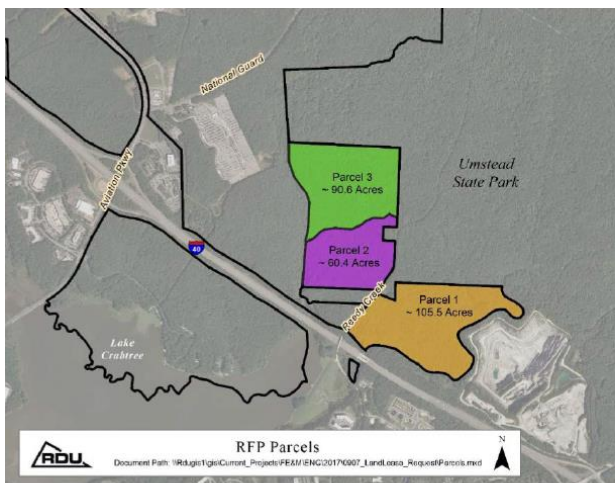 National Guard
Aviation Pkwy
Umstead
State Park
Parcel 3
~ 90.6 Acres
Parcel 2
~ 60.4 Acres
40
Parcel 1
~ 105.5 Acres
Reedy Creek
Lake
Crabtree
RDU
RFP Parcels
N
Document Path: \\Rdugis1\gis\Current_Projects\FE&M\ENG\2017\0907_LandLease_Request\Parcels.mxd